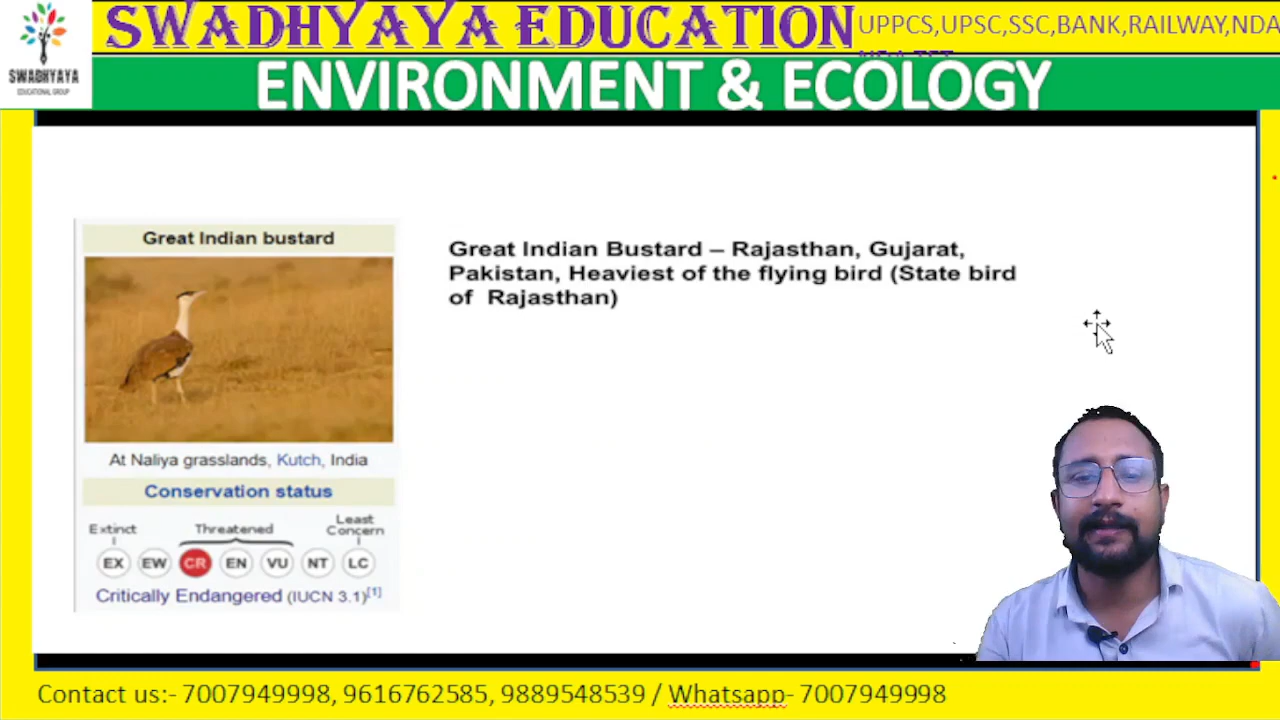 SWADHYAYA EDUCATION
UPPCS,UPSC,SSC,BANK,RAILWAY,NDA
SWADHYAYA
EDUCATIONAL GROUP
ENVIRONMENT & ECOLOGY
Great Indian bustard
At Naliya grasslands, Kutch, India
Conservation status
Extinct
Threatened
Least
Concern
EX EW CR EN VU NT LC
Critically Endangered (IUCN 3.1)[1]
Great Indian Bustard – Rajasthan, Gujarat,
Pakistan, Heaviest of the flying bird (State bird
of Rajasthan)
Contact us:- 7007949998, 9616762585, 9889548539 / Whatsapp- 7007949998